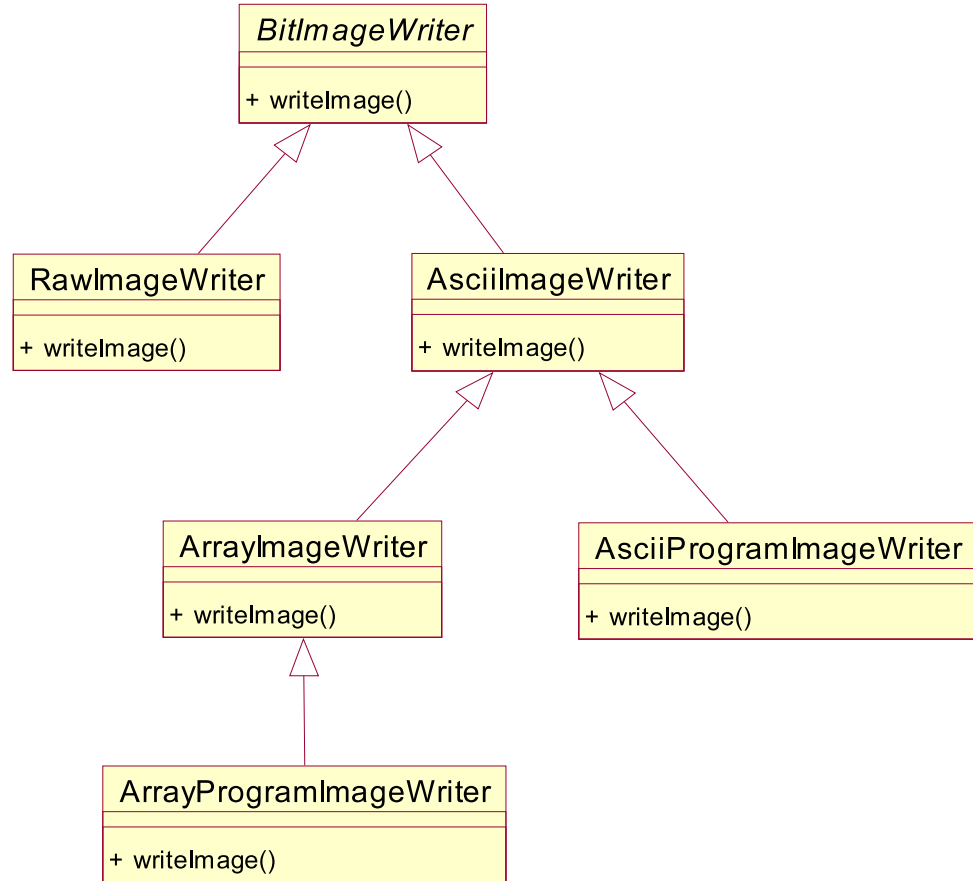 BitImageWriter
+ writeImage()
RawImageWriter
+ writeImage()
AsciiImageWriter
+ writeImage()
ArrayImageWriter
+ writeImage()
AsciiProgramImageWriter
+ writeImage()
ArrayProgramImageWriter
+ writeImage()